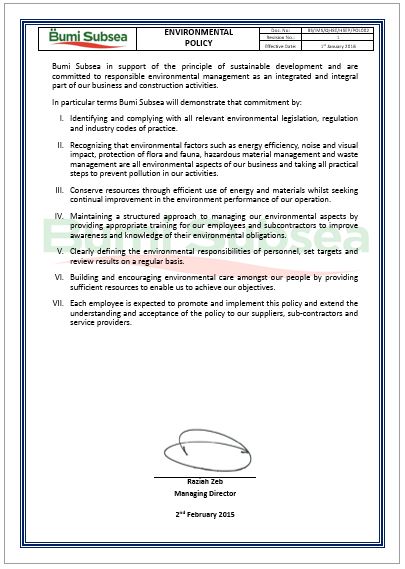 Bumi Subsea
ENVIRONMENTAL
POLICY
Doc. No:
BS/IMS/QHSE/HSEP/POL002
Revision No.:
1
Effective Date:
1st January 2016
Bumi Subsea in support of the principle of sustainable development and are
committed to responsible environmental management as an integrated and integral
part of our business and construction activities.
In particular terms Bumi Subsea will demonstrate that commitment by:
I. Identifying and complying with all relevant environmental legislation, regulation
and industry codes of practice.
II. Recognizing that environmental factors such as energy efficiency, noise and visual
impact, protection of flora and fauna, hazardous material management and waste
management are all environmental aspects of our business and taking all practical
steps to prevent pollution in our activities.
III. Conserve resources through efficient use of energy and materials whilst seeking
continual improvement in the environment performance of our operation.
IV. Maintaining a structured approach to managing our environmental aspects by
providing appropriate training for our employees and subcontractors to improve
awareness and knowledge of their environmental obligations.
Bumi Subsea
V. Clearly defining the environmental responsibilities of personnel, set targets and
review results on a regular basis.
VI. Building and encouraging environmental care amongst our people by providing
sufficient resources to enable us to achieve our objectives.
VII. Each employee is expected to promote and implement this policy and extend the
understanding and acceptance of the policy to our suppliers, sub-contractors and
service providers.
Raziah Zeb
Managing Director
2nd February 2015